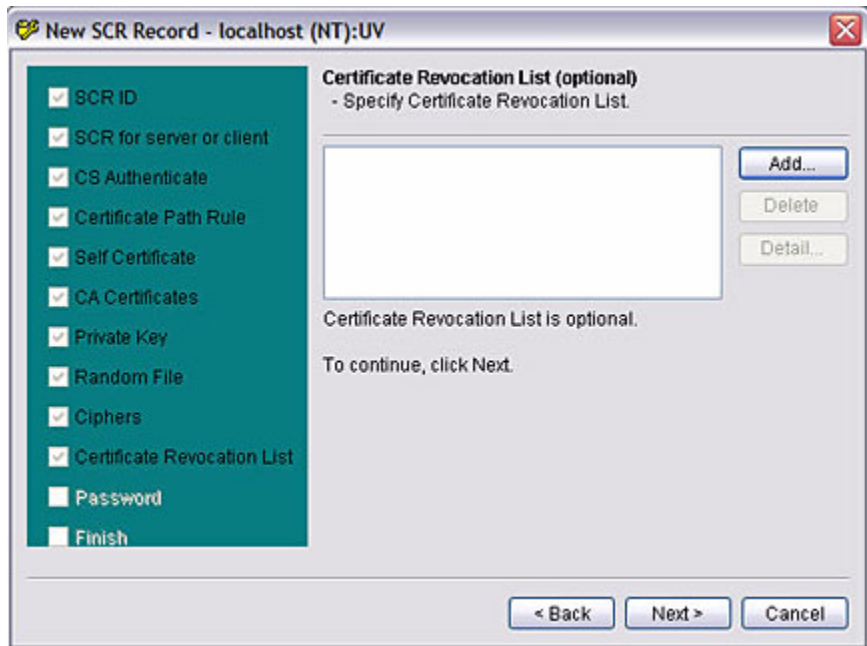 New SCR Record - localhost (NT):UV
SCR ID
SCR for server or client
CS Authenticate
Certificate Path Rule
Self Certificate
CA Certificates
Private Key
Random File
Ciphers
Certificate Revocation List
Password
Finish
Certificate Revocation List (optional)
- Specify Certificate Revocation List.
Add...
Delete
Detail...
Certificate Revocation List is optional.
To continue, click Next.
< Back
Next >
Cancel